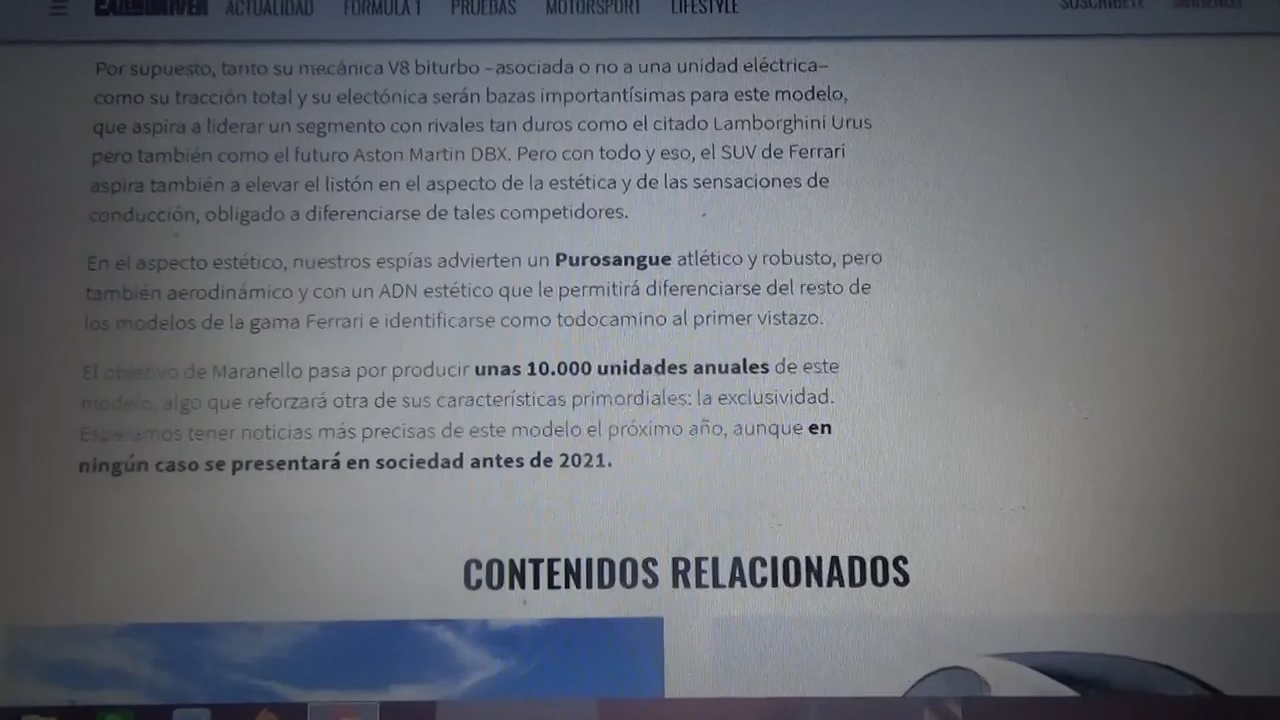 ACTUALIDAD FÓRMULA 1 PRUEBAS MOTORSPORT LIFESTYLE SUSCRÍBETE
Por supuesto, tanto su mecánica V8 biturbo –asociada o no a una unidad eléctrica–
como su tracción total y su electónica serán bazas importantísimas para este modelo,
que aspira a liderar un segmento con rivales tan duros como el citado Lamborghini Urus
pero también como el futuro Aston Martin DBX. Pero con todo y eso, el SUV de Ferrari
aspira también a elevar el listón en el aspecto de la estética y de las sensaciones de
conducción, obligado a diferenciarse de tales competidores.
En el aspecto estético, nuestros espías advierten un Purosangue atlético y robusto, pero
también aerodinámico y con un ADN estético que le permitirá diferenciarse del resto de
los modelos de la gama Ferrari e identificarse como todocamino al primer vistazo.
El objetivo de Maranello pasa por producir unas 10.000 unidades anuales de este
modelo, algo que reforzará otra de sus características primordiales: la exclusividad.
Esperamos tener noticias más precisas de este modelo el próximo año, aunque en
ningún caso se presentará en sociedad antes de 2021.
CONTENIDOS RELACIONADOS